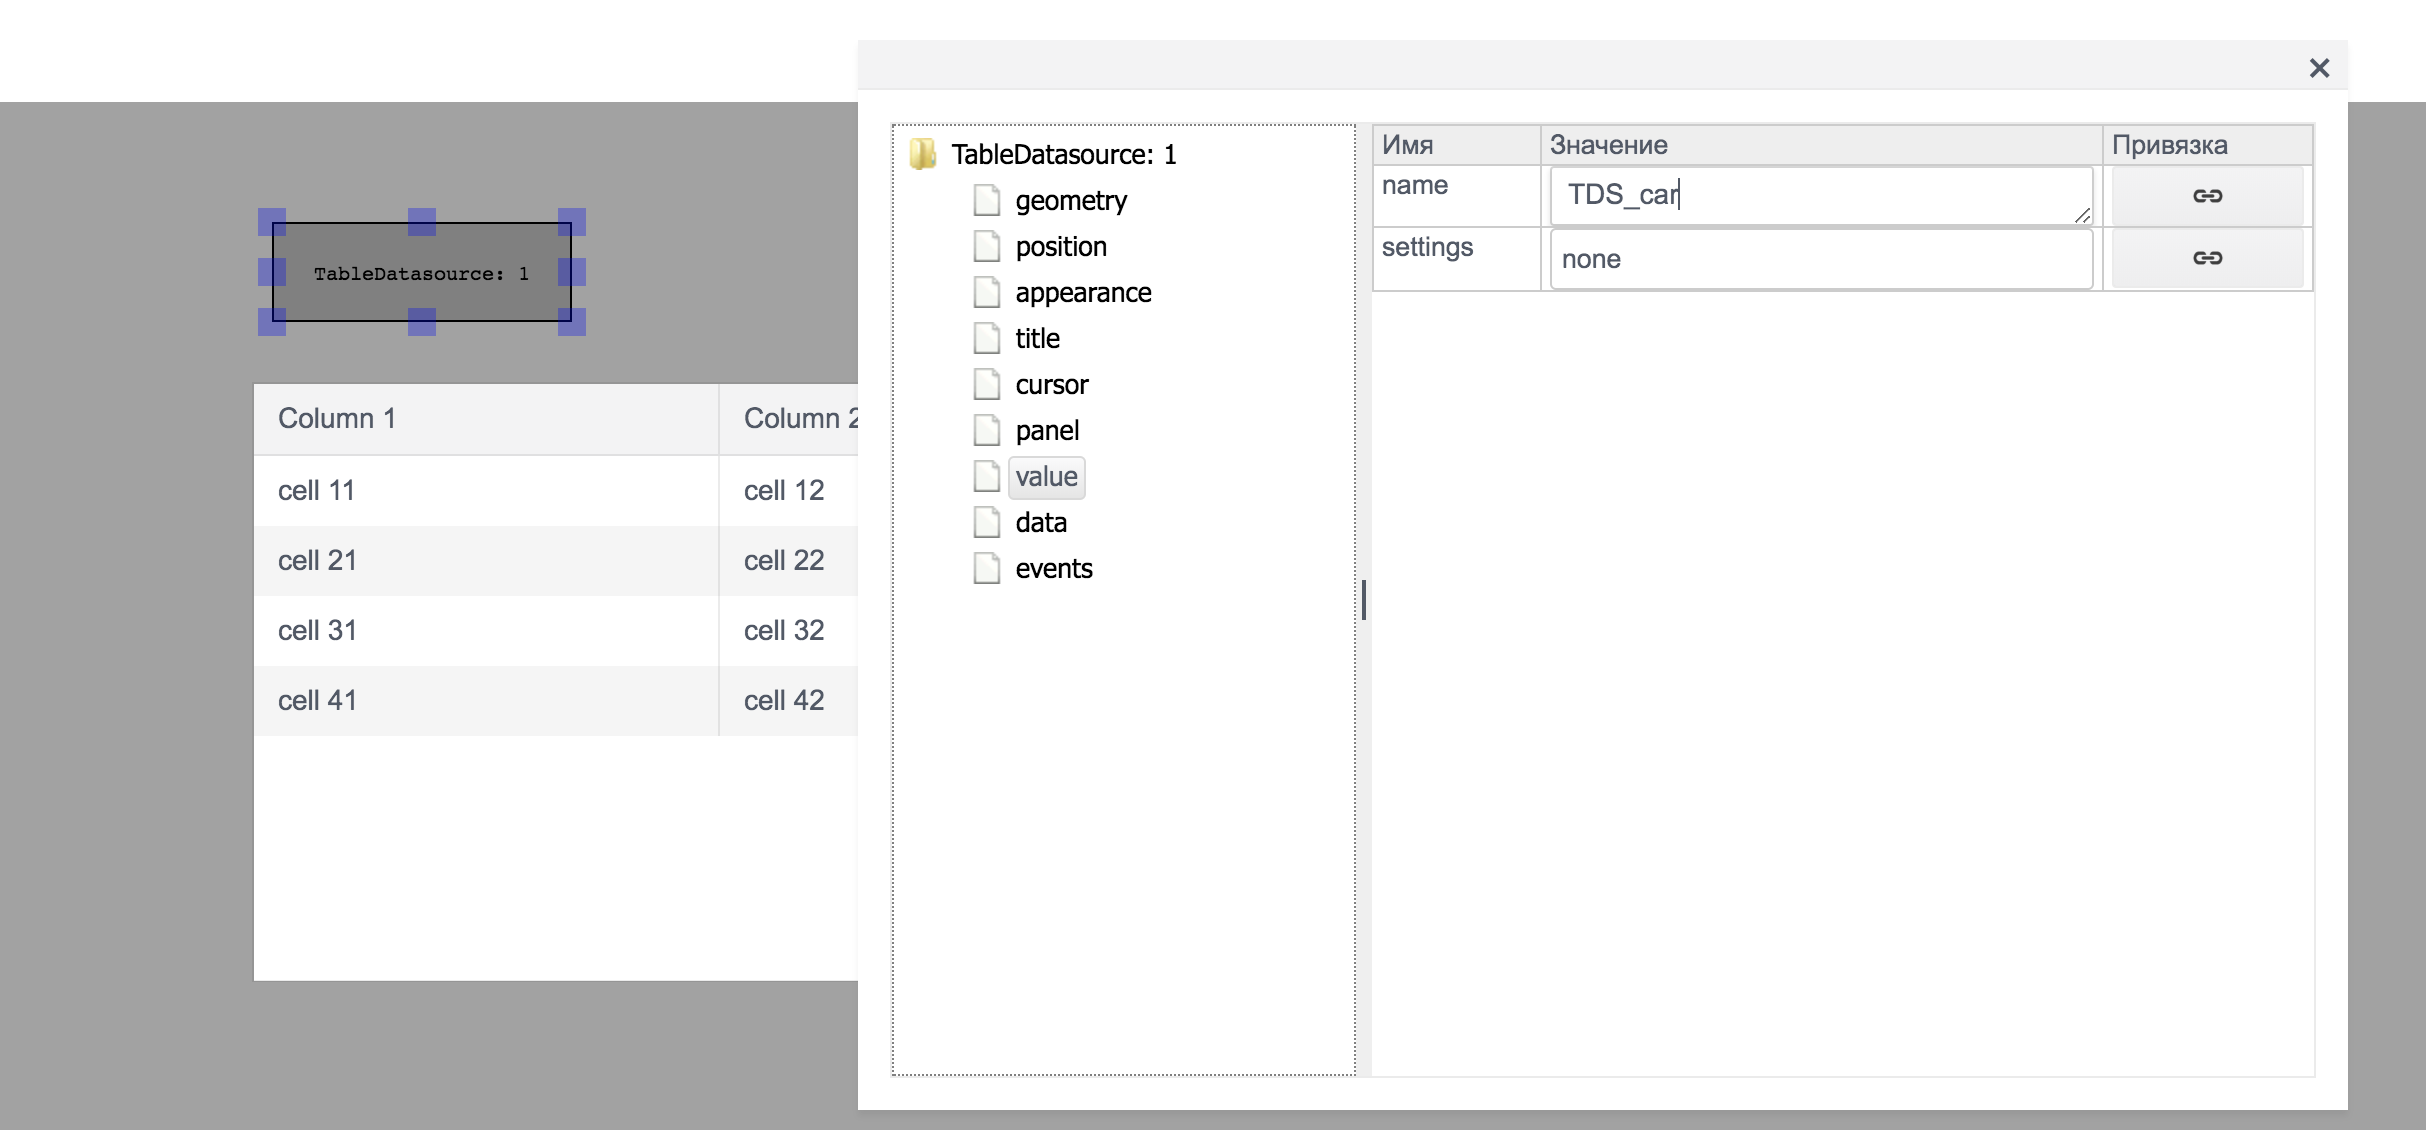 TableDatasource: 1
Column 1 Column 2
cell 11 cell 12
cell 21 cell 22
cell 31 cell 32
cell 41 cell 42
TableDatasource: 1
geometry
position
appearance
title
cursor
panel
value
data
events
Имя Значение Привязка
name TDS_car
settings none